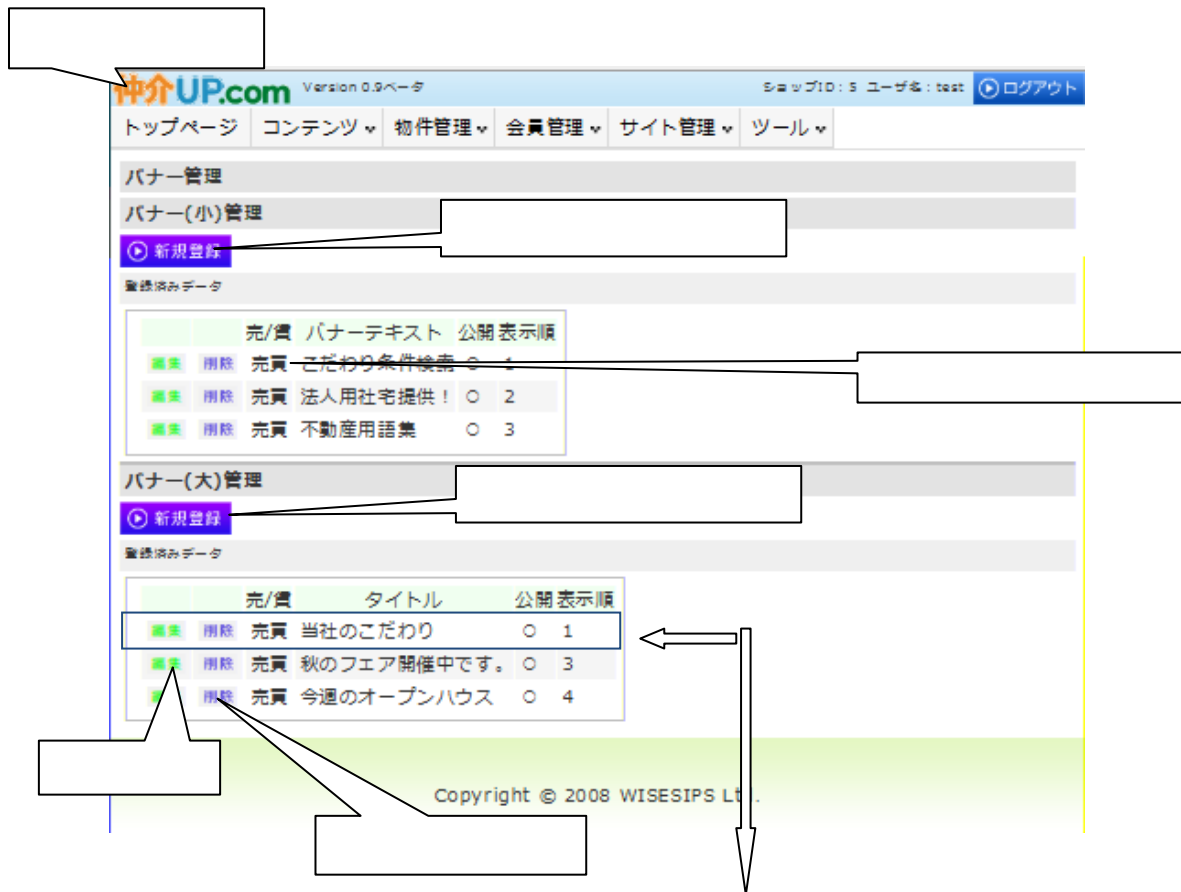 仲介UP.com Version 0.9ベータ ショップID:5 ユーザ名:test ログアウト
トップページ コンテンツ 物件管理 会員管理 サイト管理 ツール
バナー管理
バナー(小)管理
新規登録
登録済みデータ
売/賃 バナーテキスト 公開 表示順
編集 削除 売買 こだわり条件検索 ○ 1
編集 削除 売買 法人用社宅提供! ○ 2
編集 削除 売買 不動産用語集 ○ 3
バナー(大)管理
新規登録
登録済みデータ
売/賃 タイトル 公開 表示順
編集 削除 売買 当社のこだわり ○ 1
編集 削除 売買 秋のフェア開催中です。 ○ 3
削除 売買 今週のオープンハウス ○ 4
Copyright © 2008 WISESIPS Ltd.